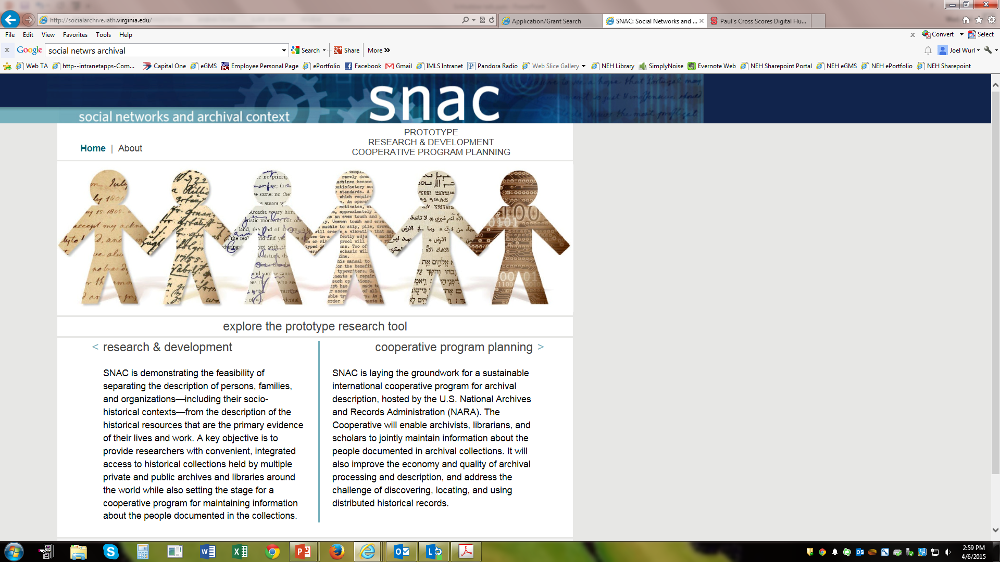 http://socialarchive.iath.virginia.edu/
Application/Grant Search
SNAC: Social Networks and ...
Paul's Cross Scores Digital Hu...
File Edit View Favorites Tools Help
Convert Select
Google social netwrs archival Search Share More »
Joel Wurl
Web TA http--intranetapps-Com... Capital One eGMS Employee Personal Page ePortfolio Facebook Gmail IMLS Intranet Pandora Radio Web Slice Gallery NEH Library SimplyNoise Evernote Web NEH Sharepoint Portal NEH eGMS NEH ePortfolio NEH Sharepoint
snac
social networks and archival context
PROTOTYPE
RESEARCH & DEVELOPMENT
COOPERATIVE PROGRAM PLANNING
Home | About
explore the prototype research tool
< research & development
SNAC is demonstrating the feasibility of
separating the description of persons, families,
and organizations—including their socio-
historical contexts—from the description of the
historical resources that are the primary evidence
of their lives and work. A key objective is to
provide researchers with convenient, integrated
access to historical collections held by multiple
private and public archives and libraries around
the world while also setting the stage for a
cooperative program for maintaining information
about the people documented in the collections.
cooperative program planning >
SNAC is laying the groundwork for a sustainable
international cooperative program for archival
description, hosted by the U.S. National Archives
and Records Administration (NARA). The
Cooperative will enable archivists, librarians, and
scholars to jointly maintain information about the
people documented in archival collections. It will
also improve the economy and quality of archival
processing and description, and address the
challenge of discovering, locating, and using
distributed historical records.
2:59 PM
4/6/2015